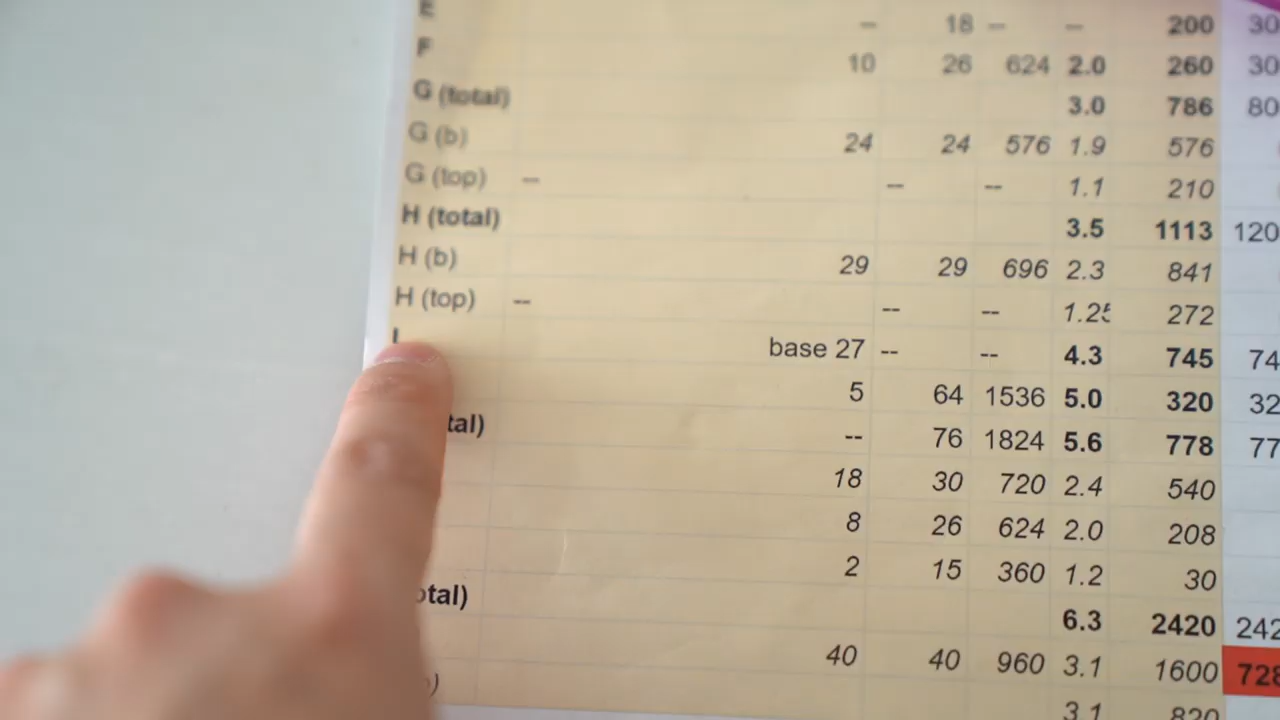 E -- 18 -- -- 200 30
F 10 26 624 2.0 260 30
G (total) 3.0 786 80
G (b) 24 24 576 1.9 576
G (top) -- -- -- 1.1 210
H (total) 3.5 1113 120
H (b) 29 29 696 2.3 841
H (top) -- -- -- 1.25 272
base 27 -- -- 4.3 745 74
5 64 1536 5.0 320 32
tal) -- 76 1824 5.6 778 77
18 30 720 2.4 540
8 26 624 2.0 208
2 15 360 1.2 30
otal) 6.3 2420 242
40 40 960 3.1 1600 728
) 3.1 820